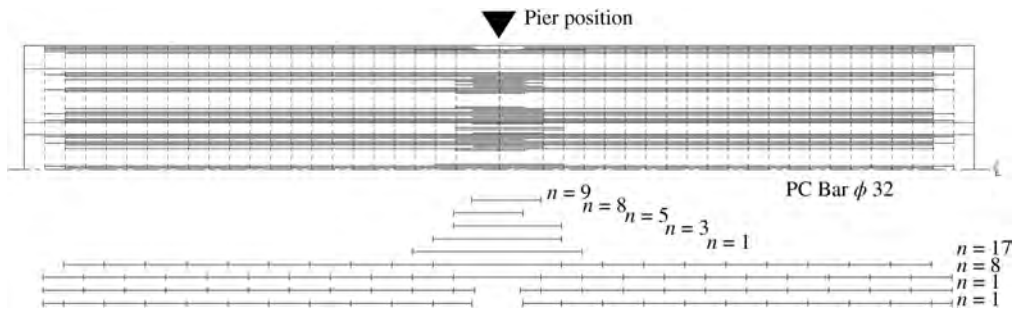 Pier position
PC Bar ϕ 32
n = 9
n = 8
n = 5
n = 3
n = 1
n = 17
n = 8
n = 1
n = 1